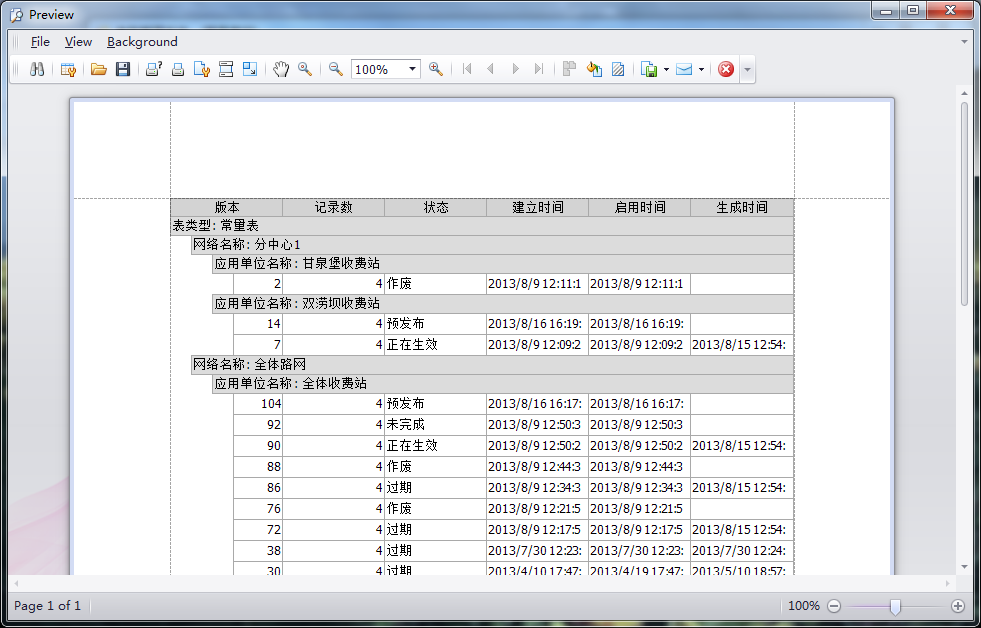 Preview
File View Background
100%
版本 记录数 状态 建立时间 启用时间 生成时间
表类型: 常量表
网络名称: 分中心1
应用单位名称: 甘泉堡收费站
2 4 作废 2013/8/9 12:11:1 2013/8/9 12:11:1
应用单位名称: 双涝坝收费站
14 4 预发布 2013/8/16 16:19: 2013/8/16 16:19:
7 4 正在生效 2013/8/9 12:09:2 2013/8/9 12:09:2 2013/8/15 12:54:
网络名称: 全体路网
应用单位名称: 全体收费站
104 4 预发布 2013/8/16 16:17: 2013/8/16 16:17:
92 4 未完成 2013/8/9 12:50:3 2013/8/9 12:50:3
90 4 正在生效 2013/8/9 12:50:2 2013/8/9 12:50:2 2013/8/15 12:54:
88 4 作废 2013/8/9 12:44:3 2013/8/9 12:44:3
86 4 过期 2013/8/9 12:34:3 2013/8/9 12:34:3 2013/8/15 12:54:
76 4 作废 2013/8/9 12:21:5 2013/8/9 12:21:5
72 4 过期 2013/8/9 12:17:5 2013/8/9 12:17:5 2013/8/15 12:54:
38 4 过期 2013/7/30 12:23: 2013/7/30 12:23: 2013/7/30 12:24:
30 4 过期 2013/4/10 17:47: 2013/4/19 17:47: 2013/5/10 18:57:
Page 1 of 1 100%